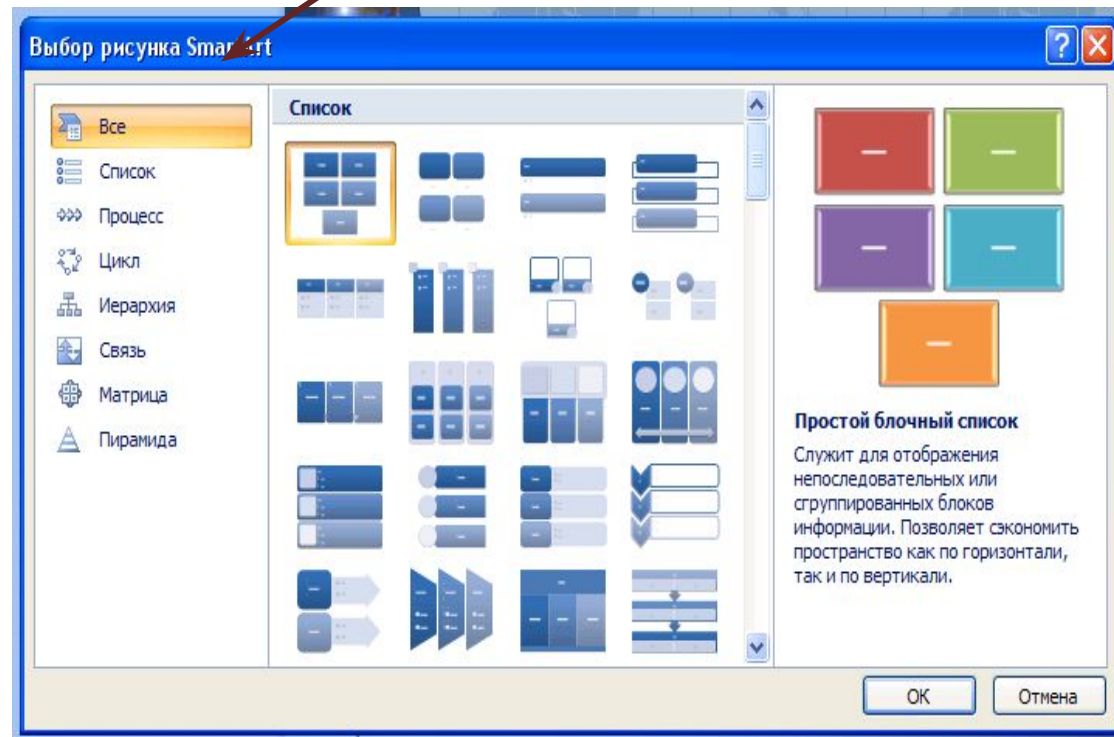 Выбор рисунка SmartArt
Все
Список
Процесс
Цикл
Иерархия
Связь
Матрица
Пирамида
Список
Простой блочный список
Служит для отображения
непоследовательных или
сгруппированных блоков
информации. Позволяет сэкономить
пространство как по горизонтали,
так и по вертикали.
ОК
Отмена